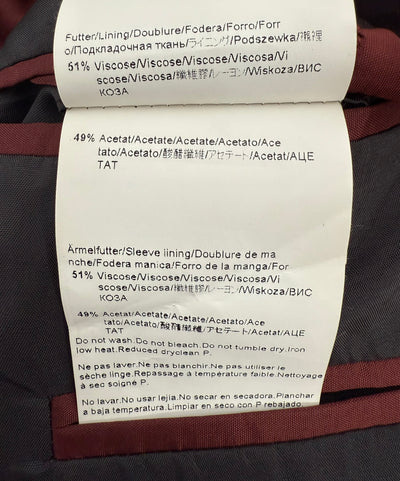 Futter/Lining/Doublure/Fodera/Forro/Forr
o/Подкладочная ткань/ライニング/Podszewka/襯裡
51% Viscose/Viscose/Viscose/Viscosa/Vi
scose/Viscosa/纖維膠/レーヨン/Wiskoza/ВИС
КОЗА
49% Acetat/Acetate/Acetate/Acetato/Ace
tato/Acetato/醋酸纖維/アセテート/Acetat/АЦЕ
ТАТ
Ärmelfutter/Sleeve lining/Doublure de ma
nche/Fodera manica/Forro de la manga/For
51% Viscose/Viscose/Viscose/Viscosa/Vi
scose/Viscosa/纖維膠/レーヨン/Wiskoza/ВИС
КОЗА
49% Acetat/Acetate/Acetate/Acetato/Ace
tato/Acetato/醋酸纖維/アセテート/Acetat/АЦЕ
ТАТ
Do not wash.Do not bleach.Do not tumble dry.Iron
low heat.Reduced dryclean P.
Ne pas laver.Ne pas blanchir.Ne pas utiliser le
sèche linge.Repassage à température faible.Nettoyage
à sec soigné P.
No lavar.No usar lejia.No secar en secadora.Planchar
a baja temperatura.Limpiar en seco con P rebajado